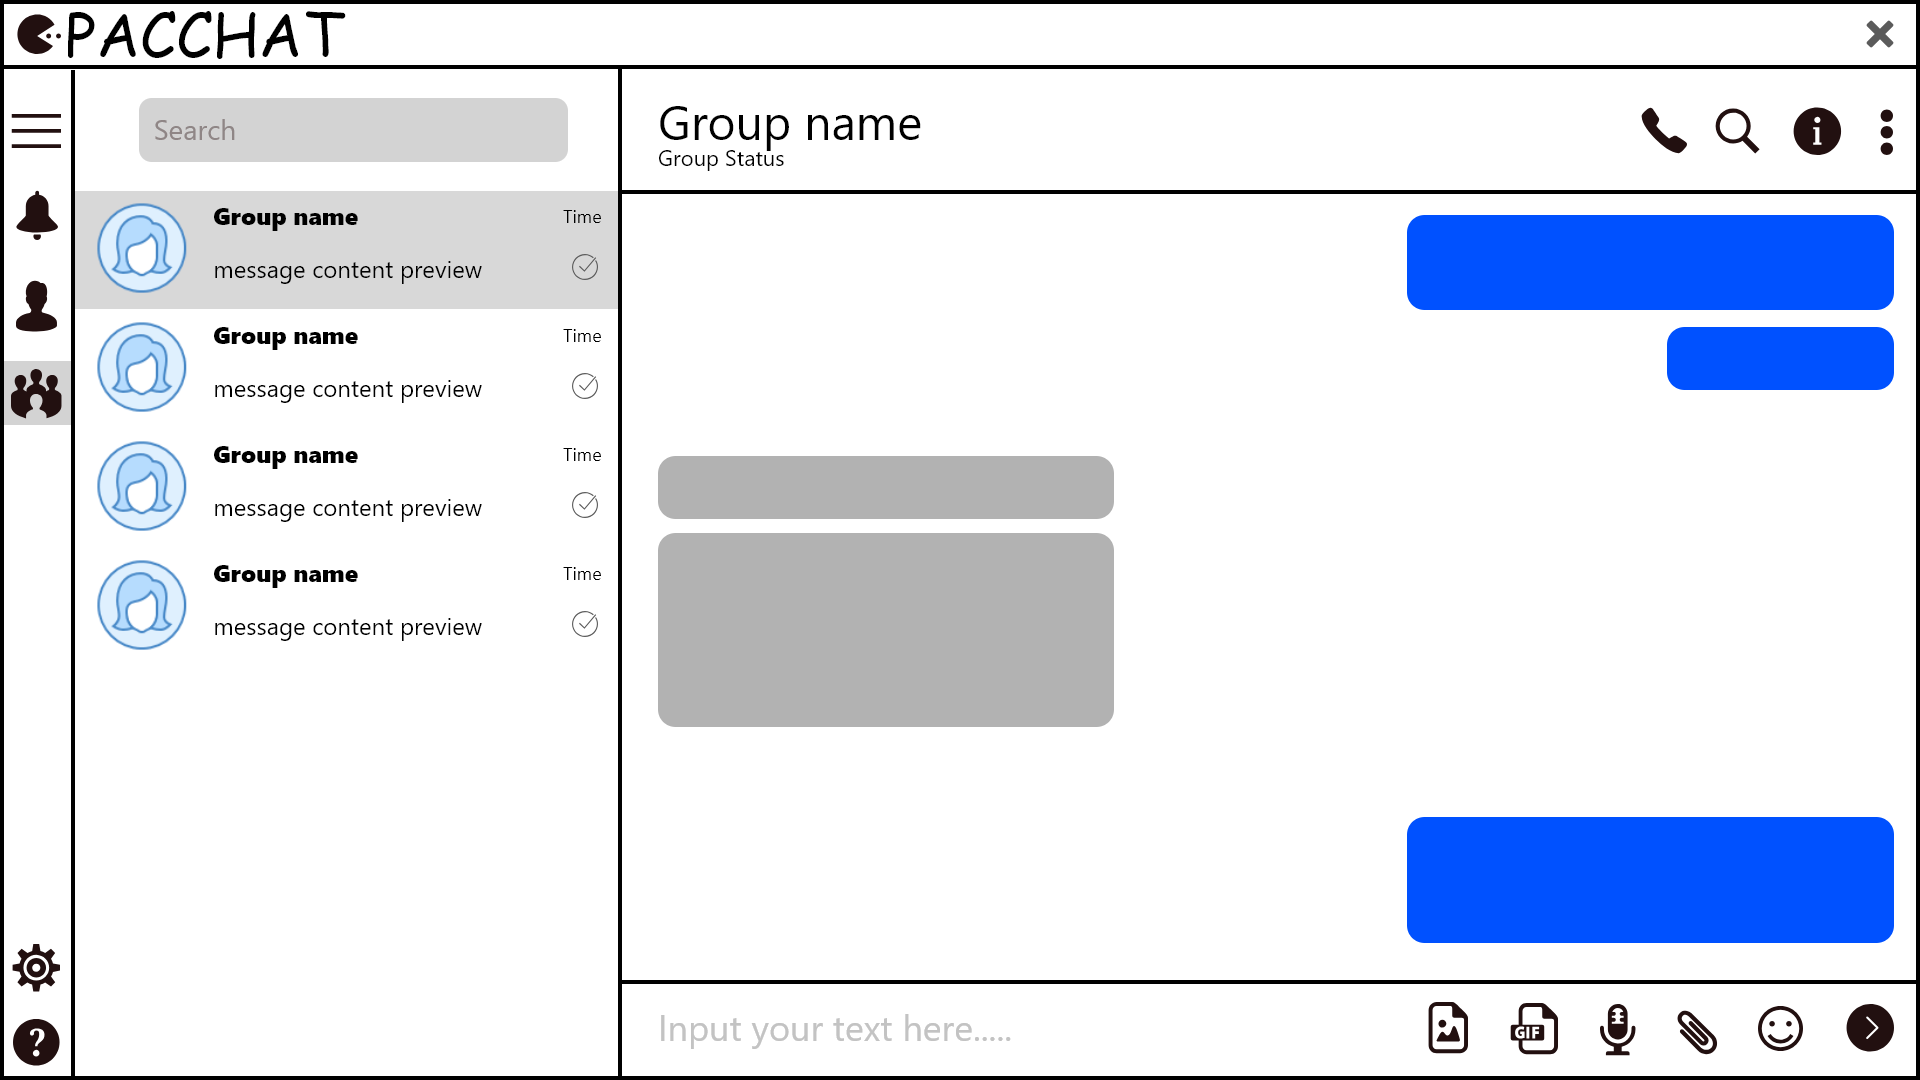 PACCHAT
Search
Group name
Time
message content preview
Group name
Time
message content preview
Group name
Time
message content preview
Group name
Time
message content preview
Group name
Group Status
i
Input your text here.....
GIF
?